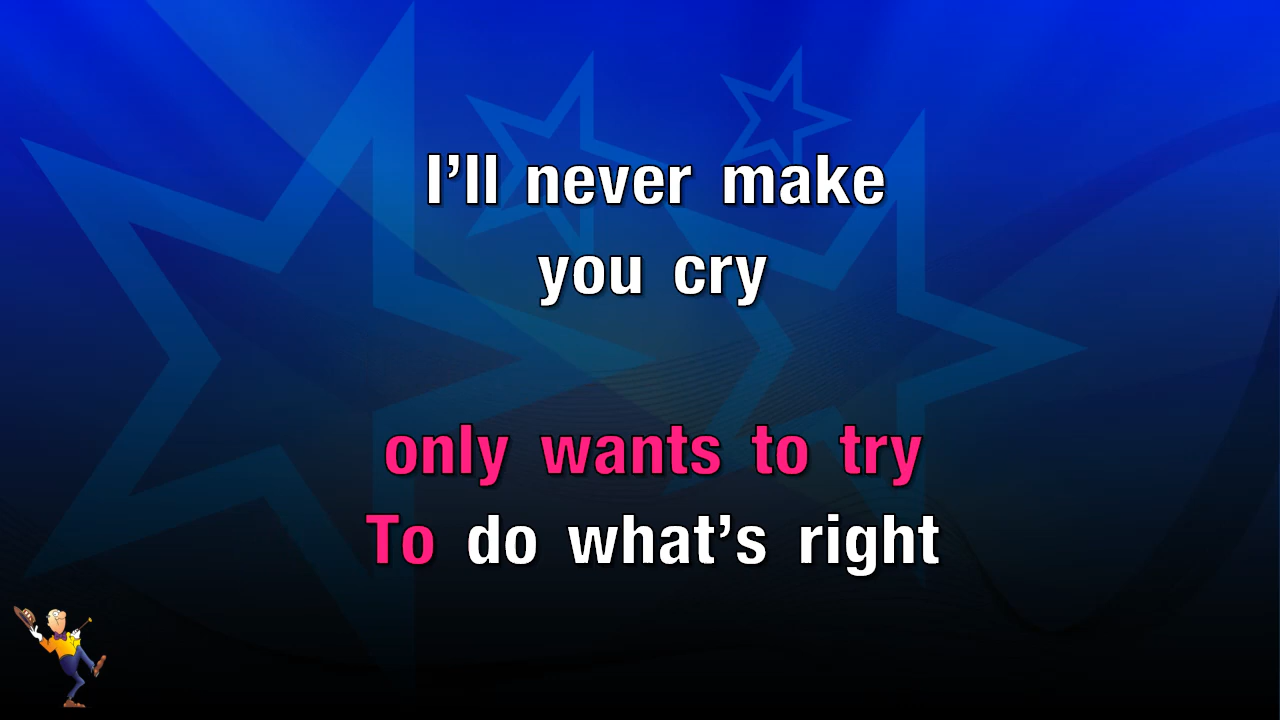 I’ll never make
you cry
only wants to try
To do what’s right